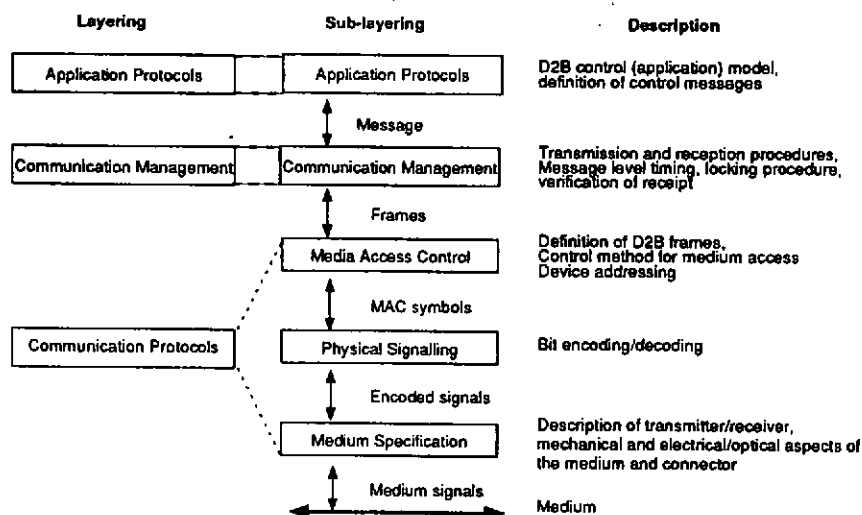 Layering Sub-layering Description
Application Protocols Application Protocols D2B control (application) model,
definition of control messages
Message
Communication Management Communication Management Transmission and reception procedures,
Message level timing, locking procedure,
verification of receipt
Frames
Media Access Control Definition of D2B frames,
Control method for medium access
Device addressing
MAC symbols
Communication Protocols Physical Signalling Bit encoding/decoding
Encoded signals
Medium Specification Description of transmitter/receiver,
mechanical and electrical/optical aspects of
the medium and connector
Medium signals
Medium